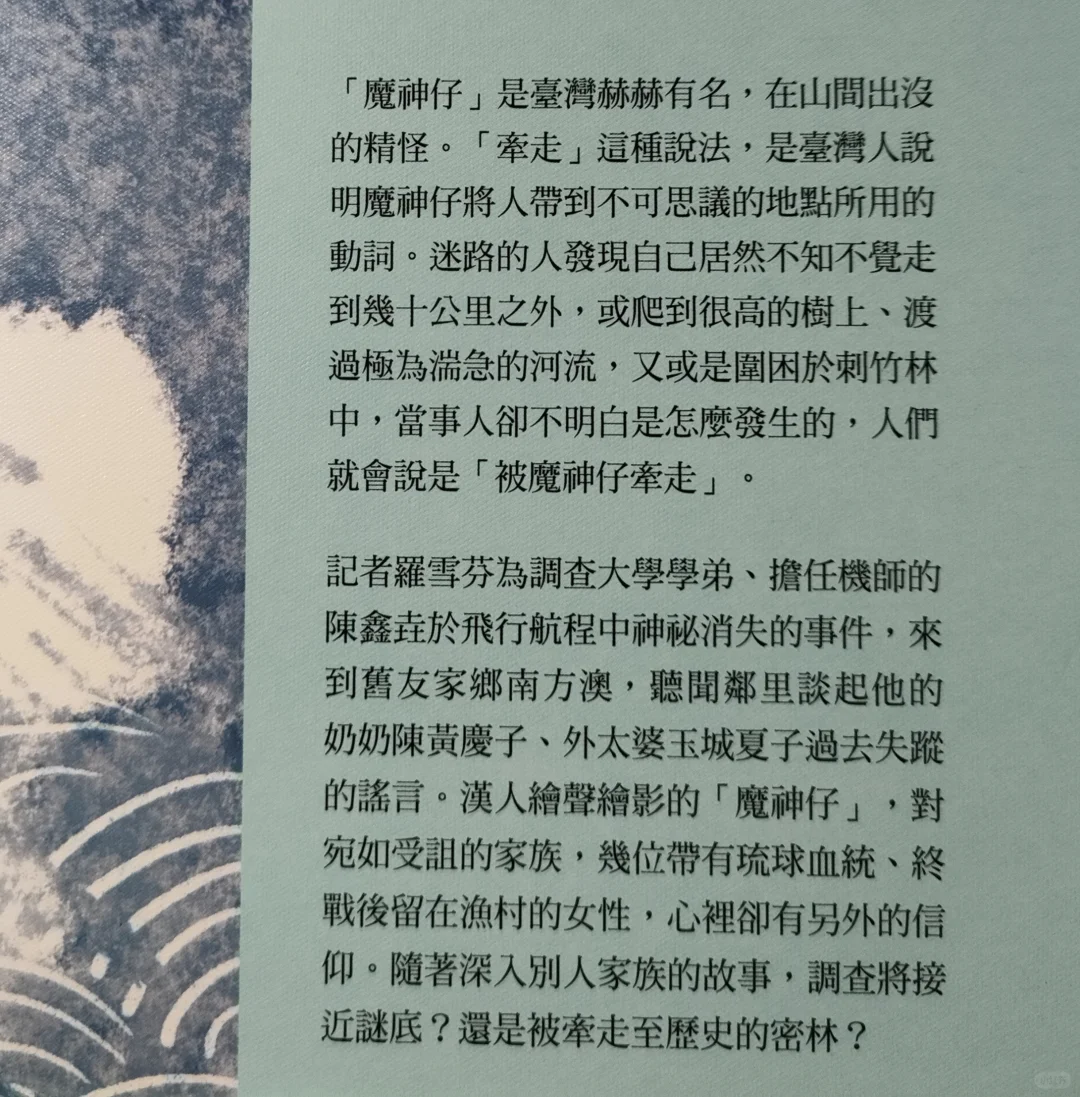 「魔神仔」是臺灣赫赫有名，在山間出沒
的精怪。「牽走」這種說法，是臺灣人說
明魔神仔將人帶到不可思議的地點所用的
動詞。迷路的人發現自己居然不知不覺走
到幾十公里之外，或爬到很高的樹上、渡
過極為湍急的河流，又或是圍困於刺竹林
中，當事人卻不明白是怎麼發生的，人們
就會說是「被魔神仔牽走」。
記者羅雪芬為調查大學學弟、擔任機師的
陳鑫垚於飛行航程中神祕消失的事件，來
到舊友家鄉南方澳，聽聞鄰里談起他的
奶奶陳黃慶子、外太婆玉城夏子過去失蹤
的謠言。漢人繪聲繪影的「魔神仔」，對
宛如受詛的家族，幾位帶有琉球血統、終
戰後留在漁村的女性，心裡卻有另外的信
仰。隨著深入別人家族的故事，調查將接
近謎底？還是被牽走至歷史的密林？